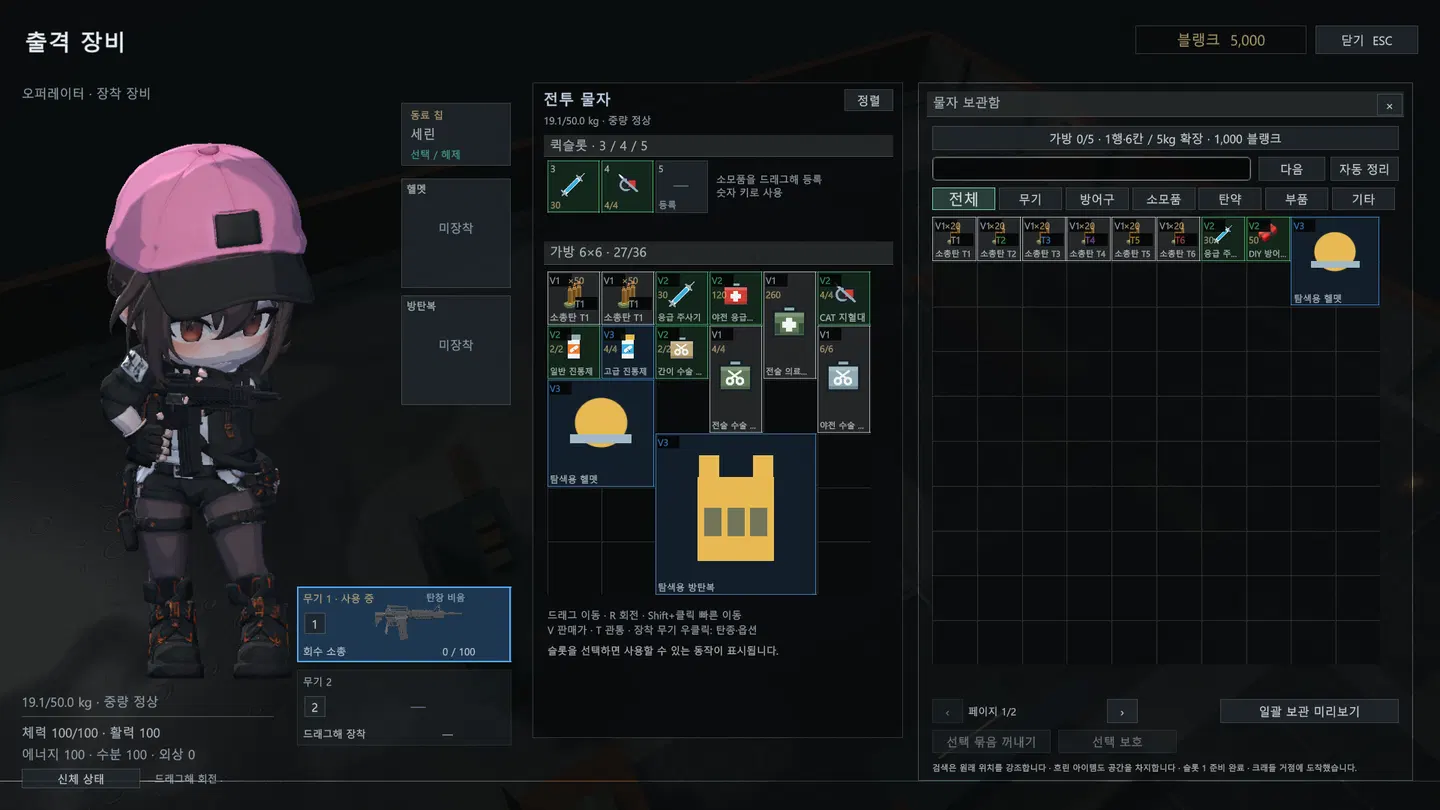 출격 장비
블랭크 5,000
닫기 ESC
오퍼레이터 · 장착 장비
동료 칩
세린
선택 / 해제
헬멧
미장착
방탄복
미장착
무기 1 · 사용 중
탄창 비움
1
회수 소총
0 / 100
무기 2
2
—
드래그해 장착
—
19.1/50.0 kg · 중량 정상
체력 100/100 · 활력 100
에너지 100 · 수분 100 · 외상 0
신체 상태
드래그해 회전
전투 물자
정렬
19.1/50.0 kg · 중량 정상
퀵슬롯 · 3 / 4 / 5
3
30
4
4/4
5
—
등록
소모품을 드래그해 등록
숫자 키로 사용
가방 6×6 · 27/36
V1 ×50
T1
소총탄 T1
V1 ×50
T1
소총탄 T1
V2
30
응급 주사기
V2
120
야전 응급...
V1
260
전술 의료...
V2
4/4
CAT 지혈대
V2
2/2
일반 진통제
V3
4/4
고급 진통제
V2
2/2
간이 수술 ...
V1
4/4
전술 수술 ...
V1
6/6
야전 수술 ...
V3
탐색용 헬멧
V3
탐색용 방탄복
드래그 이동 · R 회전 · Shift+클릭 빠른 이동
V 판매가 · T 관통 · 장착 무기 우클릭: 탄종·옵션
슬롯을 선택하면 사용할 수 있는 동작이 표시됩니다.
물자 보관함
×
가방 0/5 · 1행·6칸 / 5kg 확장 · 1,000 블랭크
다음
자동 정리
전체
무기
방어구
소모품
탄약
부품
기타
V1×20
T1
소총탄 T1
V1×20
T2
소총탄 T2
V1×20
T3
소총탄 T3
V1×20
T4
소총탄 T4
V1×20
T5
소총탄 T5
V1×20
T6
소총탄 T6
V2
30
응급 주...
V2
50
DIY 방어...
V3
탐색용 헬멧
‹
페이지 1/2
›
일괄 보관 미리보기
선택 묶음 꺼내기
선택 보호
검색은 원래 위치를 강조합니다 · 흐린 아이템도 공간을 차지합니다 · 슬롯 1 준비 완료 · 크래들 거점에 도착했습니다.